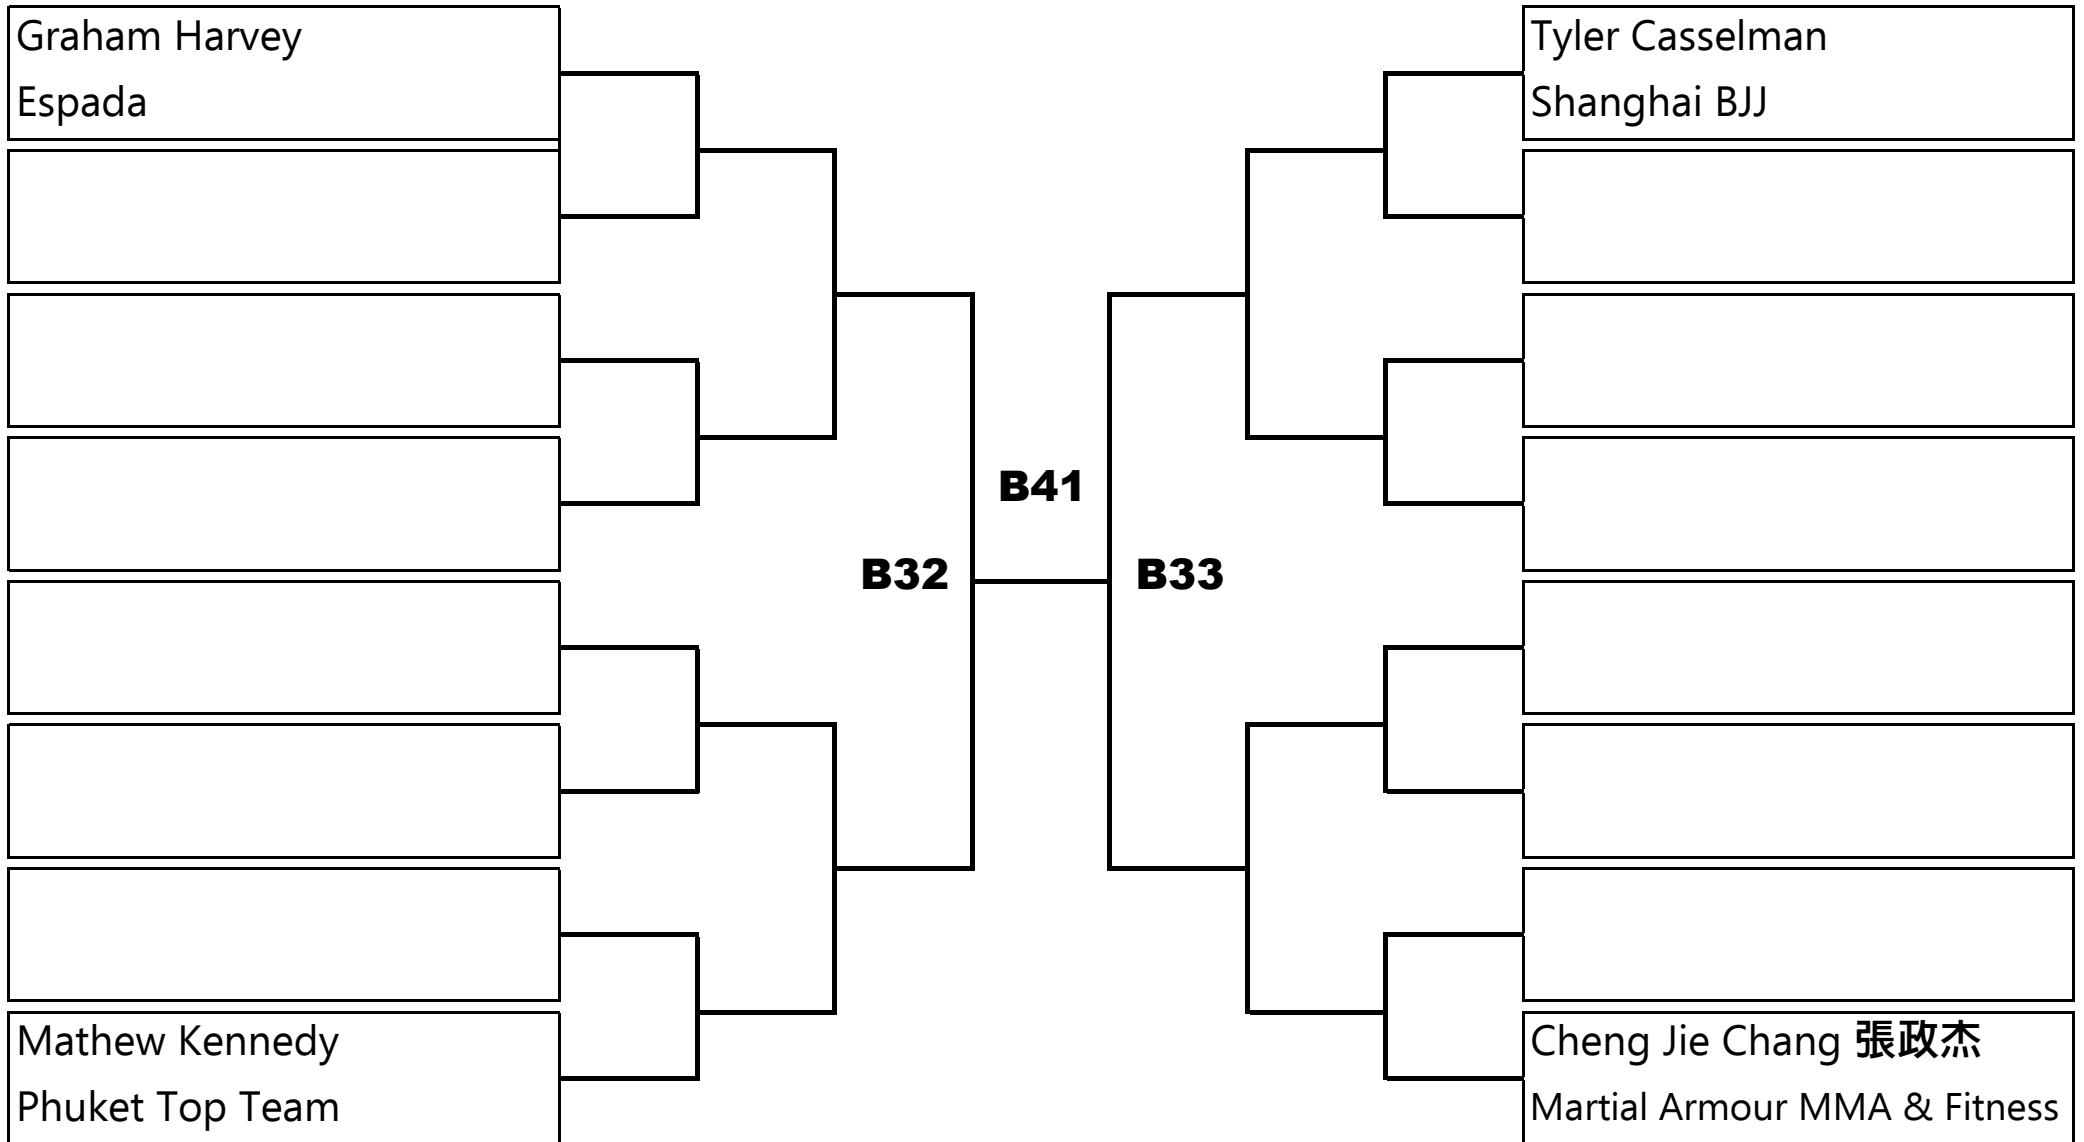 Graham Harvey
Espada
Mathew Kennedy
Phuket Top Team
B32
B41
B33
Tyler Casselman
Shanghai BJJ
Cheng Jie Chang 張政杰
Martial Armour MMA & Fitness